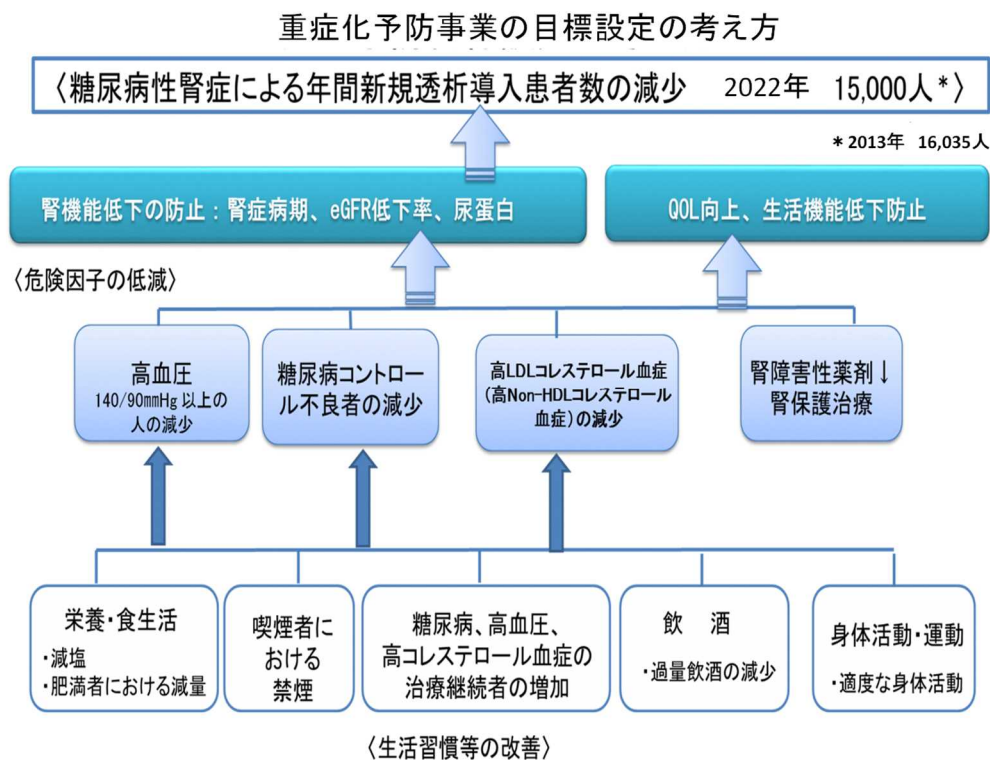 重症化予防事業の目標設定の考え方
〈糖尿病性腎症による年間新規透析導入患者数の減少 2022年 15,000人*〉
*2013年 16,035人
腎機能低下の防止：腎症病期、eGFR低下率、尿蛋白
QOL向上、生活機能低下防止
〈危険因子の低減〉
高血圧
140/90mmHg以上の
人の減少
糖尿病コントロー
ル不良者の減少
高LDLコレステロール血症
(高Non-HDLコレステロール
血症)の減少
腎障害性薬剤↓
腎保護治療
栄養・食生活
・減塩
・肥満者における減量
喫煙者に
おける
禁煙
糖尿病、高血圧、
高コレステロール血症の
治療継続者の増加
飲　酒
・過量飲酒の減少
身体活動・運動
・適度な身体活動
〈生活習慣等の改善〉